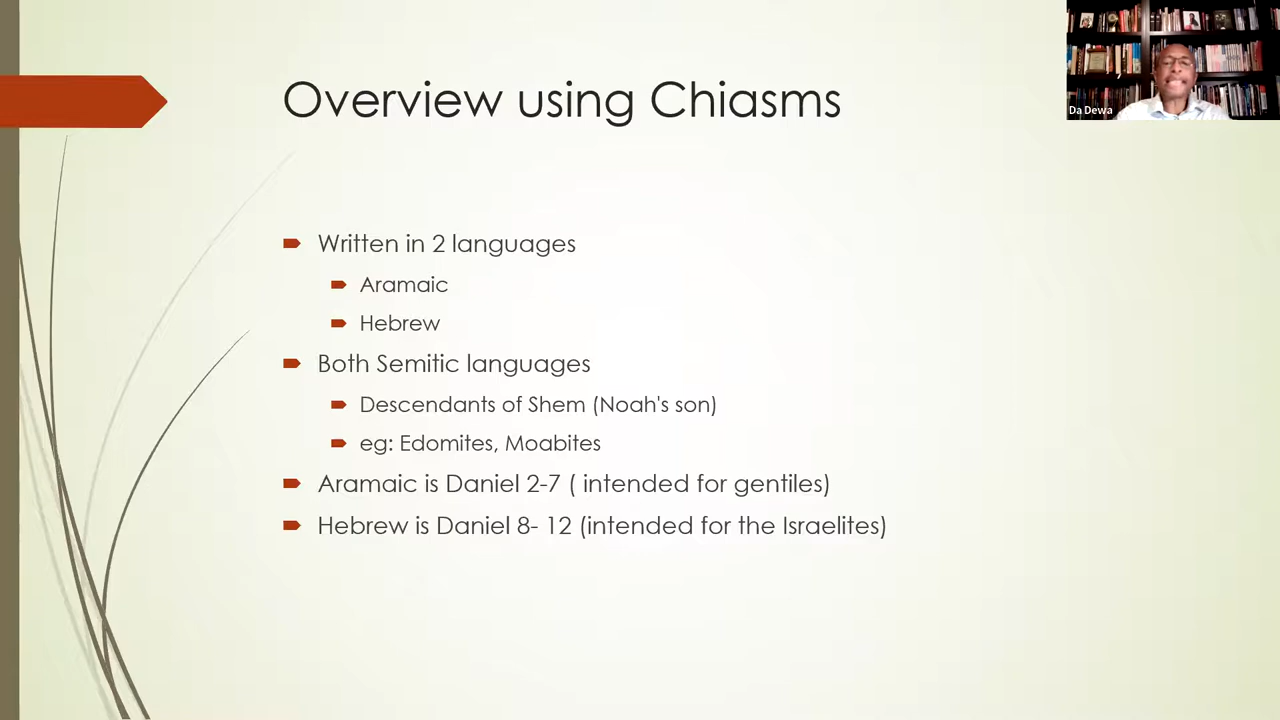 Overview using Chiasms
Da Dewa
Written in 2 languages
Aramaic
Hebrew
Both Semitic languages
Descendants of Shem (Noah's son)
eg: Edomites, Moabites
Aramaic is Daniel 2-7 ( intended for gentiles)
Hebrew is Daniel 8- 12 (intended for the Israelites)